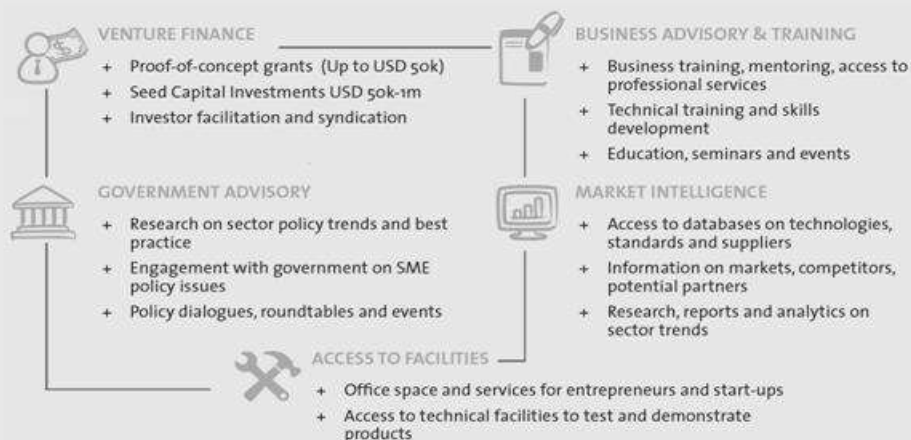 VENTURE FINANCE
+ Proof-of-concept grants (Up to USD 50k)
+ Seed Capital Investments USD 50k-1m
+ Investor facilitation and syndication
BUSINESS ADVISORY & TRAINING
+ Business training, mentoring, access to
professional services
+ Technical training and skills
development
+ Education, seminars and events
GOVERNMENT ADVISORY
+ Research on sector policy trends and best
practice
+ Engagement with government on SME
policy issues
+ Policy dialogues, roundtables and events
MARKET INTELLIGENCE
+ Access to databases on technologies,
standards and suppliers
+ Information on markets, competitors,
potential partners
+ Research, reports and analytics on
sector trends
ACCESS TO FACILITIES
+ Office space and services for entrepreneurs and start-ups
+ Access to technical facilities to test and demonstrate
products